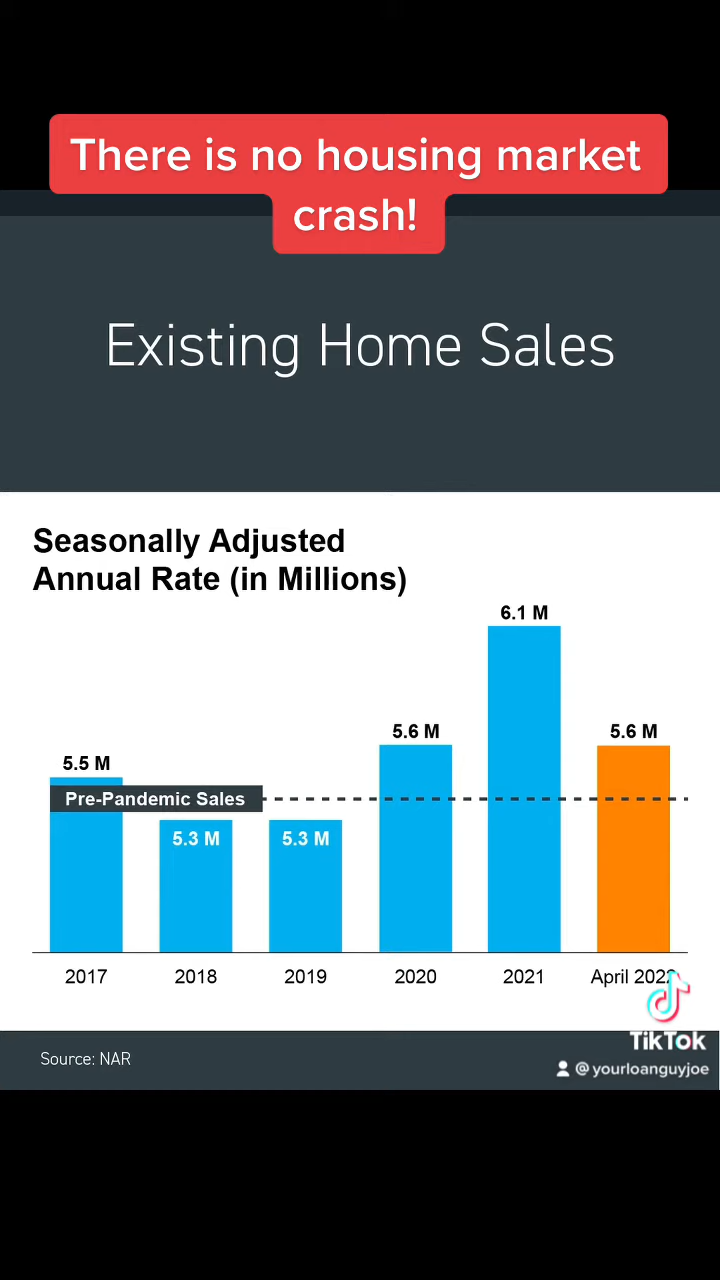 There is no housing market
crash!
Existing Home Sales
Seasonally Adjusted
Annual Rate (in Millions)
6.1 M
5.6 M
5.6 M
5.5 M
Pre-Pandemic Sales
5.3 M
5.3 M
2017
2018
2019
2020
2021
April 2022
TikTok
Source: NAR
@yourloanguyjoe